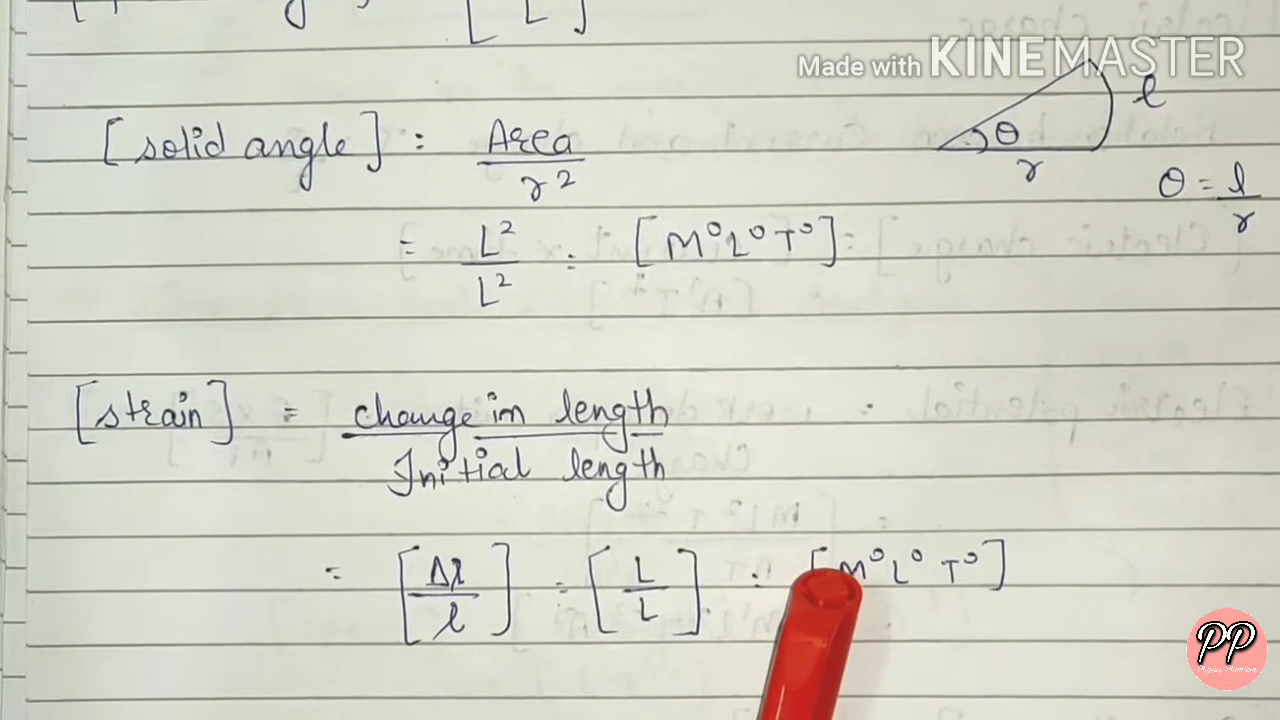 Made with KINEMASTER
[solid angle] = Area / r²
= L² / L² = [M⁰L⁰T⁰]
θ
l
r
θ = l / r
[strain] = change in length / Initial length
= [Δl / l] = [L / L] = [M⁰L⁰T⁰]
PP